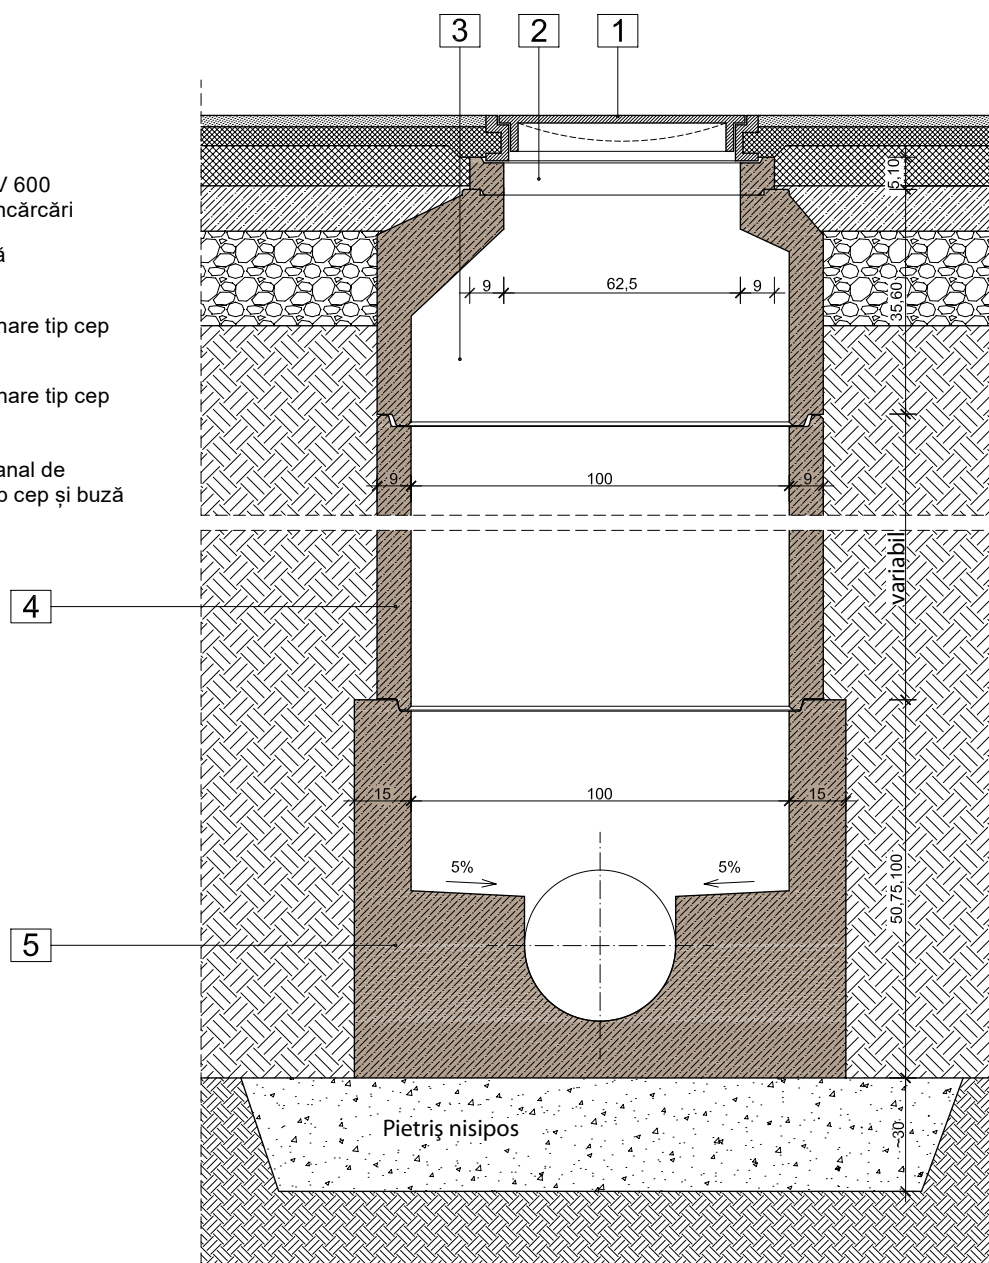 3
2
1
V 600
ncărcări
ă
nare tip cep
nare tip cep
anal de
p cep și buză
5,10
9
62,5
9
35,60
9
100
9
variabil
4
15
100
15
5%
5%
50,75,100
5
Pietriş nisipos
~30